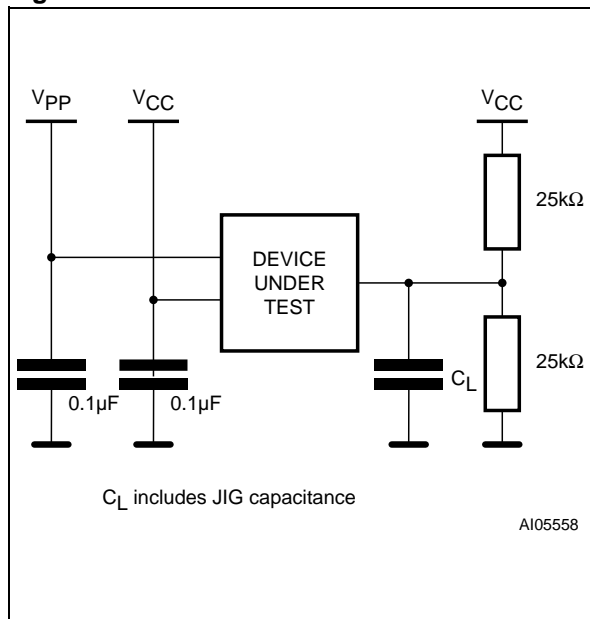 VPP
VCC
VCC
25kΩ
DEVICE
UNDER
TEST
25kΩ
CL
0.1µF
0.1µF
CL includes JIG capacitance
AI05558